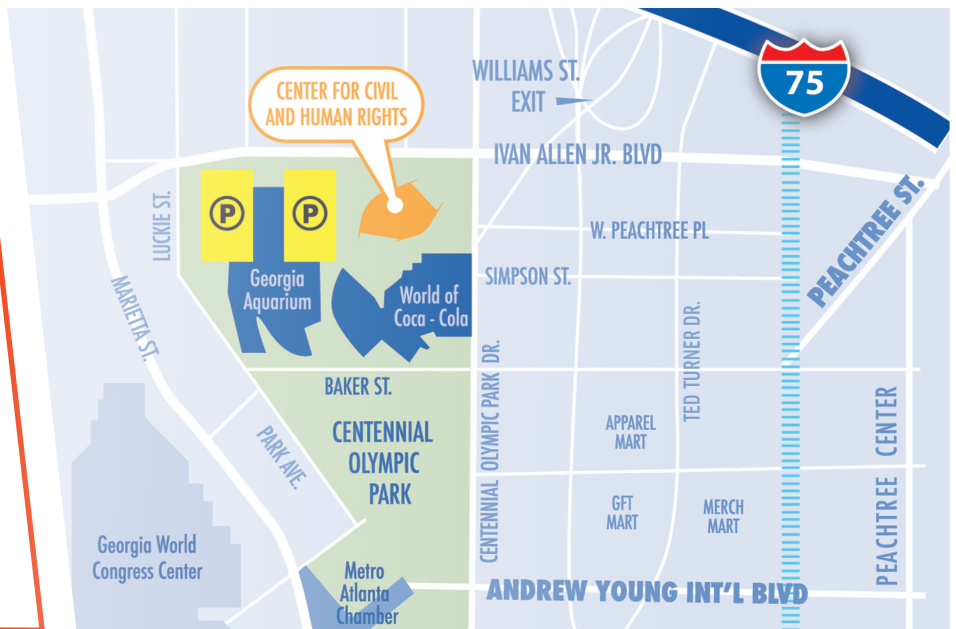 WILLIAMS ST.
EXIT
75
CENTER FOR CIVIL
AND HUMAN RIGHTS
IVAN ALLEN JR. BLVD
LUCKIE ST.
P
P
W. PEACHTREE PL
PEACHTREE ST.
Georgia
Aquarium
World of
Coca - Cola
SIMPSON ST.
MARIETTA ST.
TED TURNER DR.
BAKER ST.
CENTENNIAL OLYMPIC PARK DR.
CENTENNIAL
OLYMPIC
PARK
PARK AVE.
APPAREL
MART
PEACHTREE CENTER
GFT
MART
MERCH
MART
Georgia World
Congress Center
Metro
Atlanta
Chamber
ANDREW YOUNG INT'L BLVD